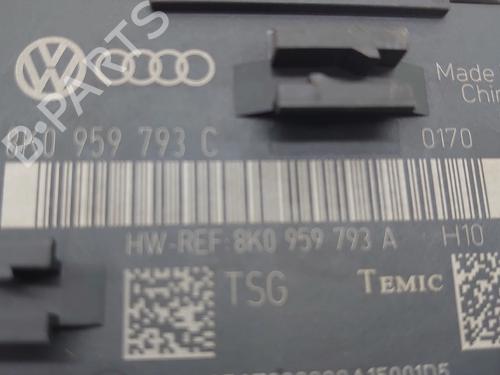 Made
Chin
8K0 959 793 C
0170
HW-REF: 8K0 959 793 A
H10
TSG
TEMIC
B-PARTS